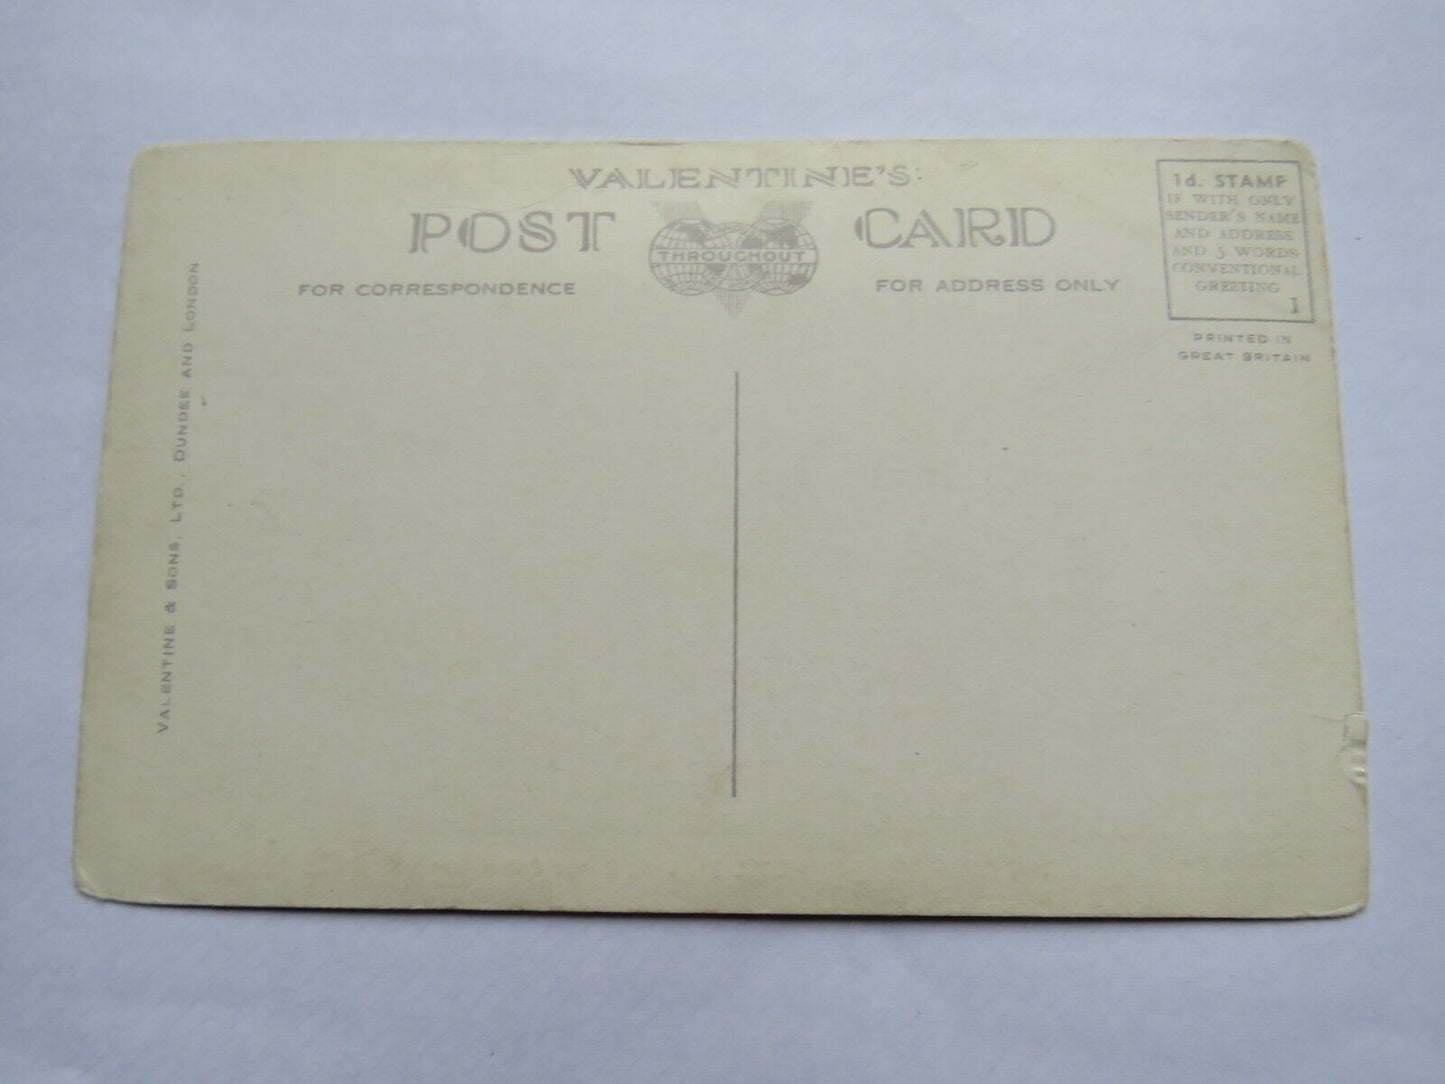 VALENTINE'S
POST CARD
THROUGHOUT
FOR CORRESPONDENCE
FOR ADDRESS ONLY
1d. STAMP
IF WITH ONLY
SENDER'S NAME
AND ADDRESS
AND 5 WORDS
CONVENTIONAL
GREETING
1
PRINTED IN
GREAT BRITAIN
VALENTINE & SONS, LTD., DUNDEE AND LONDON.